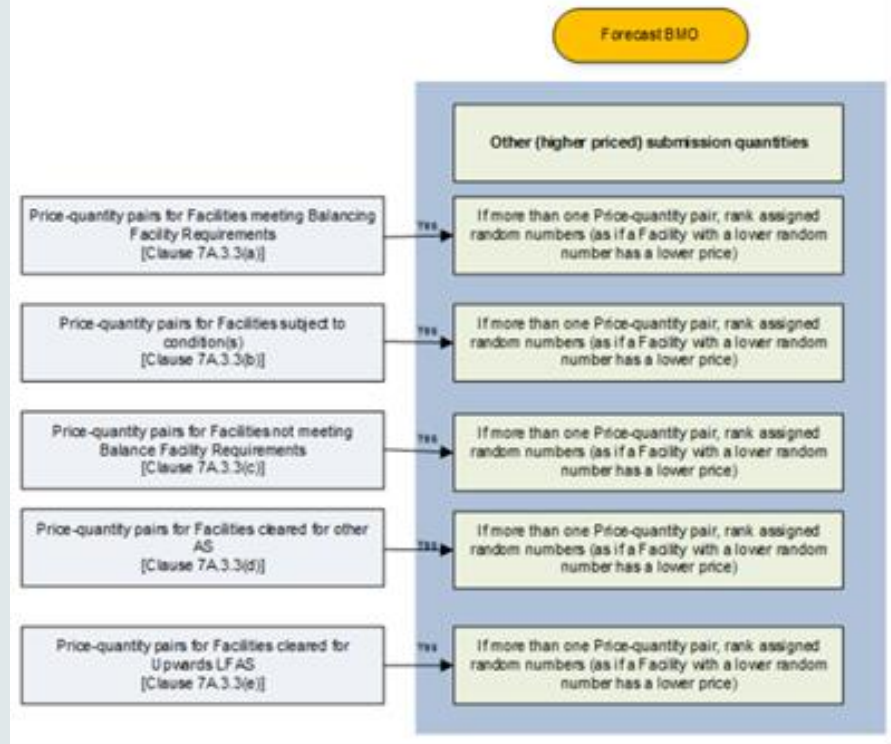 Forecast BMO
Other (higher priced) submission quantities
Price-quantity pairs for Facilities meeting Balancing
Facility Requirements
[Clause 7A.3.3(a)]
YES
If more than one Price-quantity pair, rank assigned
random numbers (as if a Facility with a lower random
number has a lower price)
Price-quantity pairs for Facilities subject to
condition(s)
[Clause 7A.3.3(b)]
YES
If more than one Price-quantity pair, rank assigned
random numbers (as if a Facility with a lower random
number has a lower price)
Price-quantity pairs for Facilities not meeting
Balance Facility Requirements
[Clause 7A.3.3(c)]
YES
If more than one Price-quantity pair, rank assigned
random numbers (as if a Facility with a lower random
number has a lower price)
Price-quantity pairs for Facilities cleared for other
AS
[Clause 7A.3.3(d)]
YES
If more than one Price-quantity pair, rank assigned
random numbers (as if a Facility with a lower random
number has a lower price)
Price-quantity pairs for Facilities cleared for
Upwards LFAS
[Clause 7A.3.3(e)]
YES
If more than one Price-quantity pair, rank assigned
random numbers (as if a Facility with a lower random
number has a lower price)